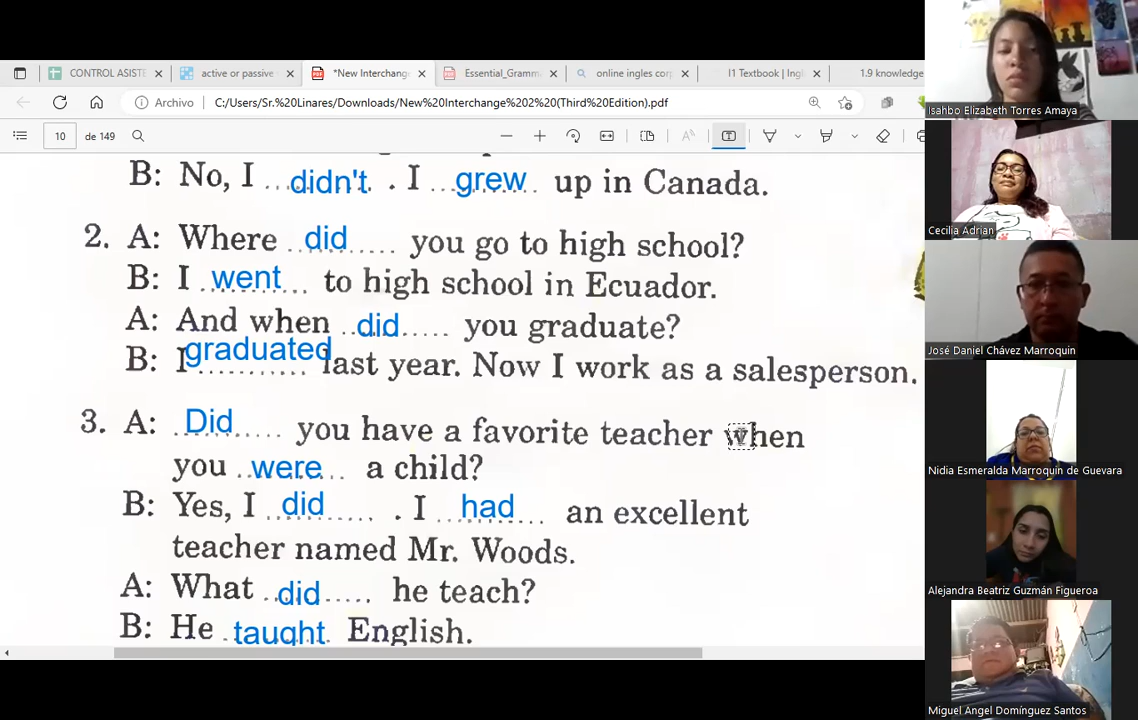 CONTROL ASISTE
active or passive
*New Interchange
Essential_Gramm
online ingles cor
I1 Textbook | Ingl
1.9 knowledge
Archivo C:/Users/Sr.%20Linares/Downloads/New%20Interchange%202%20(Third%20Edition).pdf
10 de 149
B: No, I didn't . I grew up in Canada.
2. A: Where did you go to high school?
B: I went to high school in Ecuador.
A: And when did you graduate?
B: I graduated last year. Now I work as a salesperson.
3. A: Did you have a favorite teacher when
you were a child?
B: Yes, I did . I had an excellent
teacher named Mr. Woods.
A: What did he teach?
B: He taught English.
Isahbo Elizabeth Torres Amaya
Cecilia Adrian
José Daniel Chávez Marroquin
Nidia Esmeralda Marroquin de Guevara
Alejandra Beatriz Guzmán Figueroa
Miguel Angel Domínguez Santos